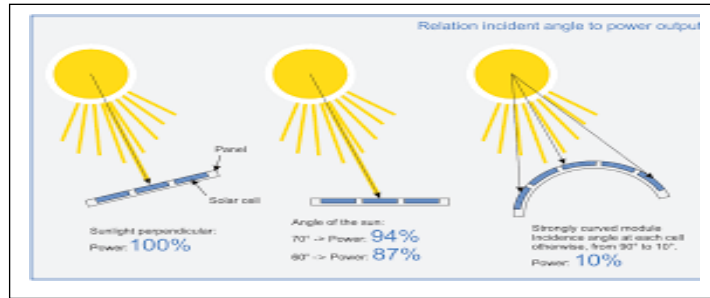 Relation incident angle to power output
Panel
Solar cell
Sunlight perpendicular:
Power: 100%
Angle of the sun:
70° -> Power: 94%
60° -> Power: 87%
Strongly curved module
Incidence angle at each cell
otherwise, from 90° to 10°.
Power: 10%